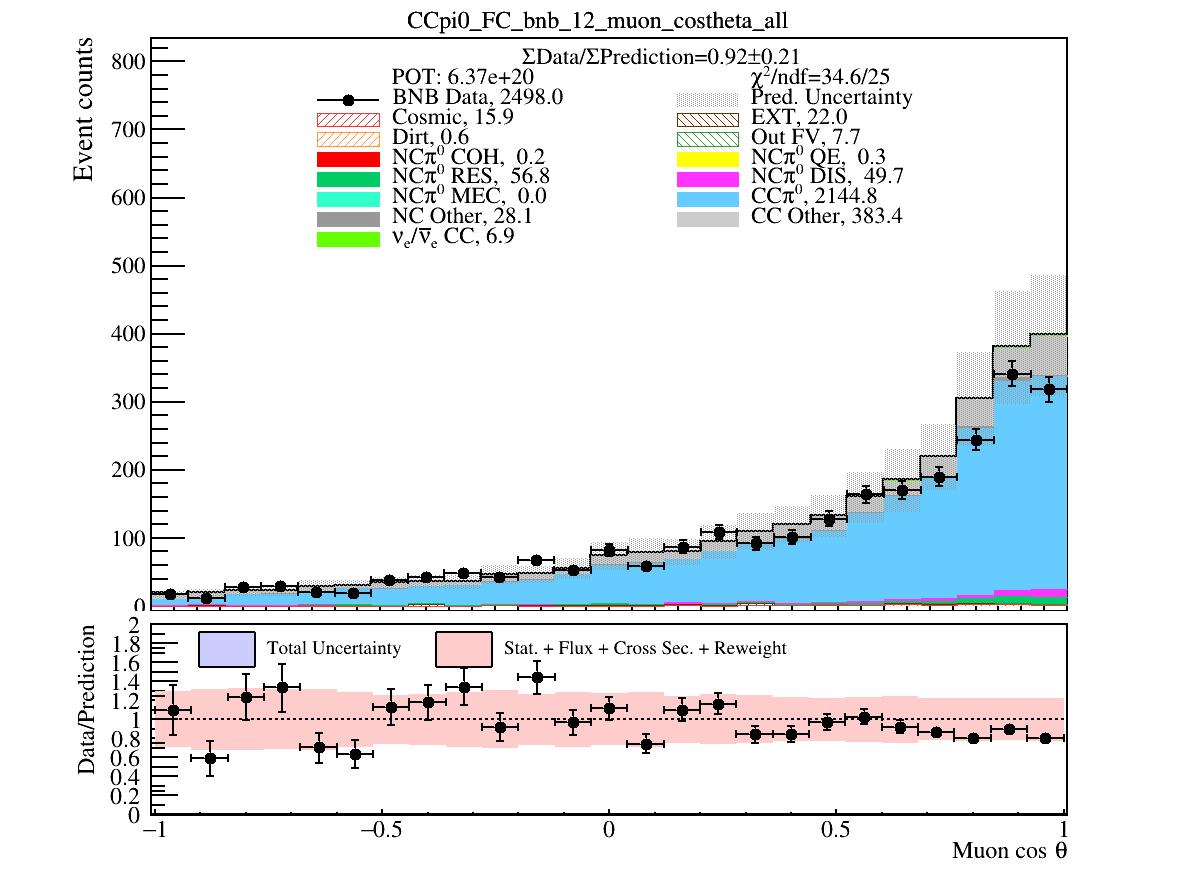 CCpi0_FC_bnb_12_muon_costheta_all
ΣData/ΣPrediction=0.92±0.21
POT: 6.37e+20
χ²/ndf=34.6/25
BNB Data, 2498.0
Pred. Uncertainty
Cosmic, 15.9
EXT, 22.0
Dirt, 0.6
Out FV, 7.7
NCπ⁰ COH, 0.2
NCπ⁰ QE, 0.3
NCπ⁰ RES, 56.8
NCπ⁰ DIS, 49.7
NCπ⁰ MEC, 0.0
CCπ⁰, 2144.8
NC Other, 28.1
CC Other, 383.4
νₑ/ν̅ₑ CC, 6.9
Event counts
800
700
600
500
400
300
200
100
0
Total Uncertainty
Stat. + Flux + Cross Sec. + Reweight
Data/Prediction
2
1.8
1.6
1.4
1.2
1
0.8
0.6
0.4
0.2
0
−1
−0.5
0
0.5
1
Muon cos θ